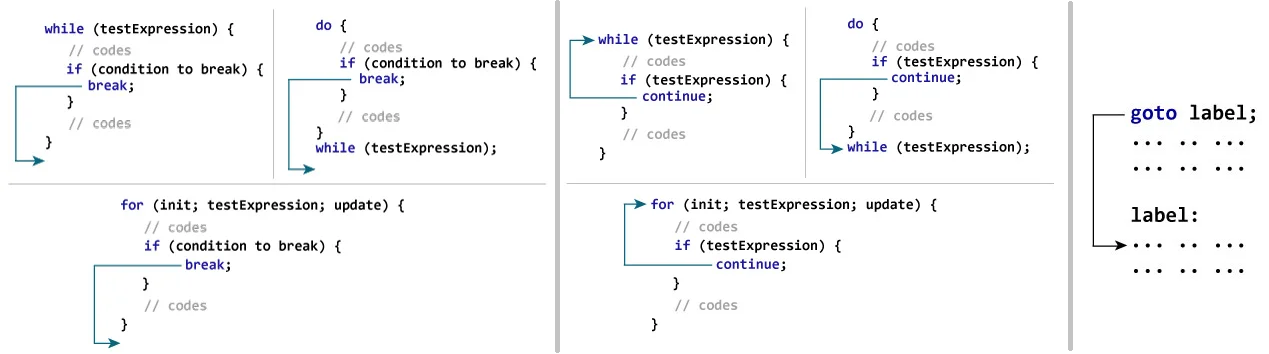 while (testExpression) {
// codes
if (condition to break) {
break;
}
// codes
}
do {
// codes
if (condition to break) {
break;
}
// codes
}
while (testExpression);
for (init; testExpression; update) {
// codes
if (condition to break) {
break;
}
// codes
}
while (testExpression) {
// codes
if (testExpression) {
continue;
}
// codes
}
do {
// codes
if (testExpression) {
continue;
}
// codes
}
while (testExpression);
for (init; testExpression; update) {
// codes
if (testExpression) {
continue;
}
// codes
}
goto label;
... .. ...
... .. ...
label:
... .. ...
... .. ...